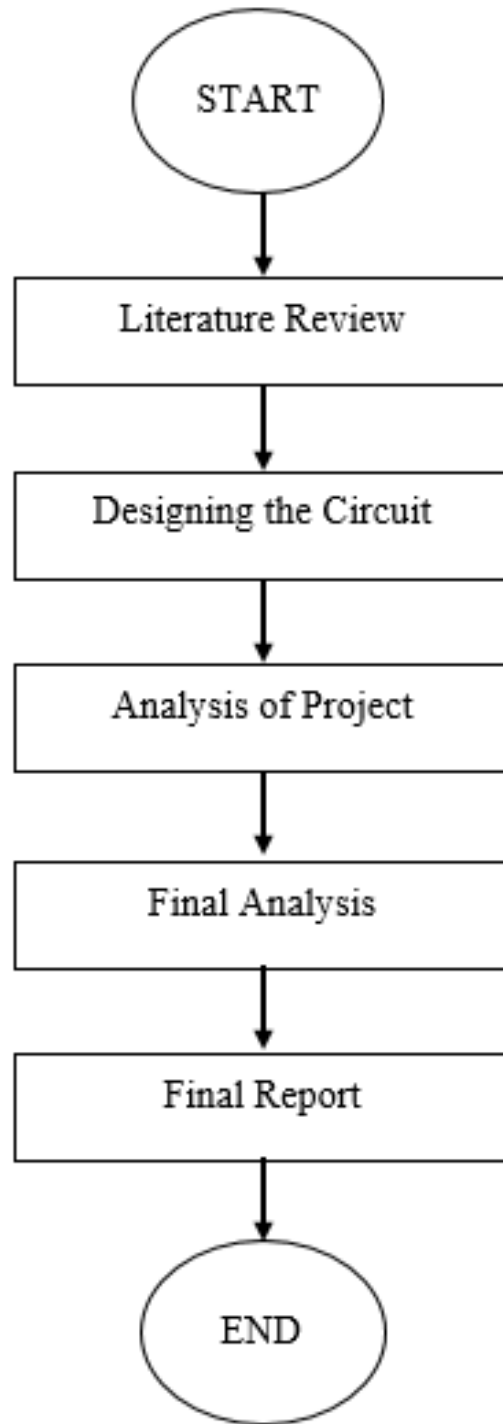 START
Literature Review
Designing the Circuit
Analysis of Project
Final Analysis
Final Report
END